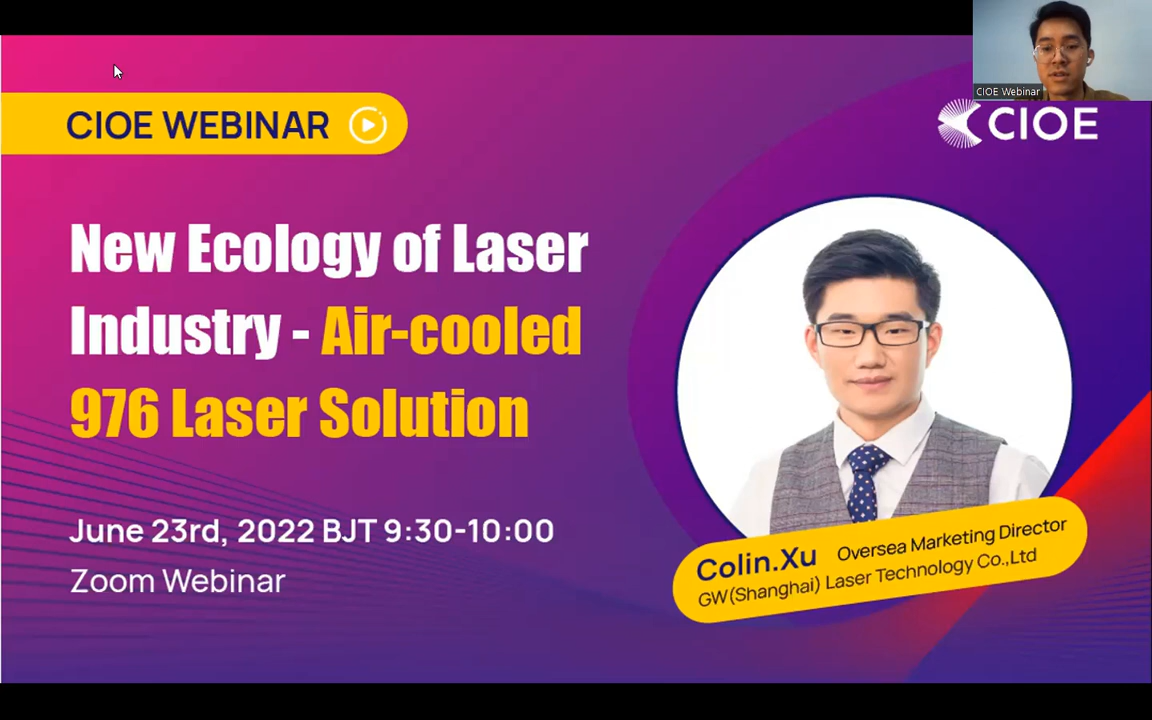 CIOE Webinar
CIOE WEBINAR
CIOE
New Ecology of Laser
Industry - Air-cooled
976 Laser Solution
June 23rd, 2022 BJT 9:30-10:00
Zoom Webinar
Colin.Xu Oversea Marketing Director
GW(Shanghai) Laser Technology Co.,Ltd